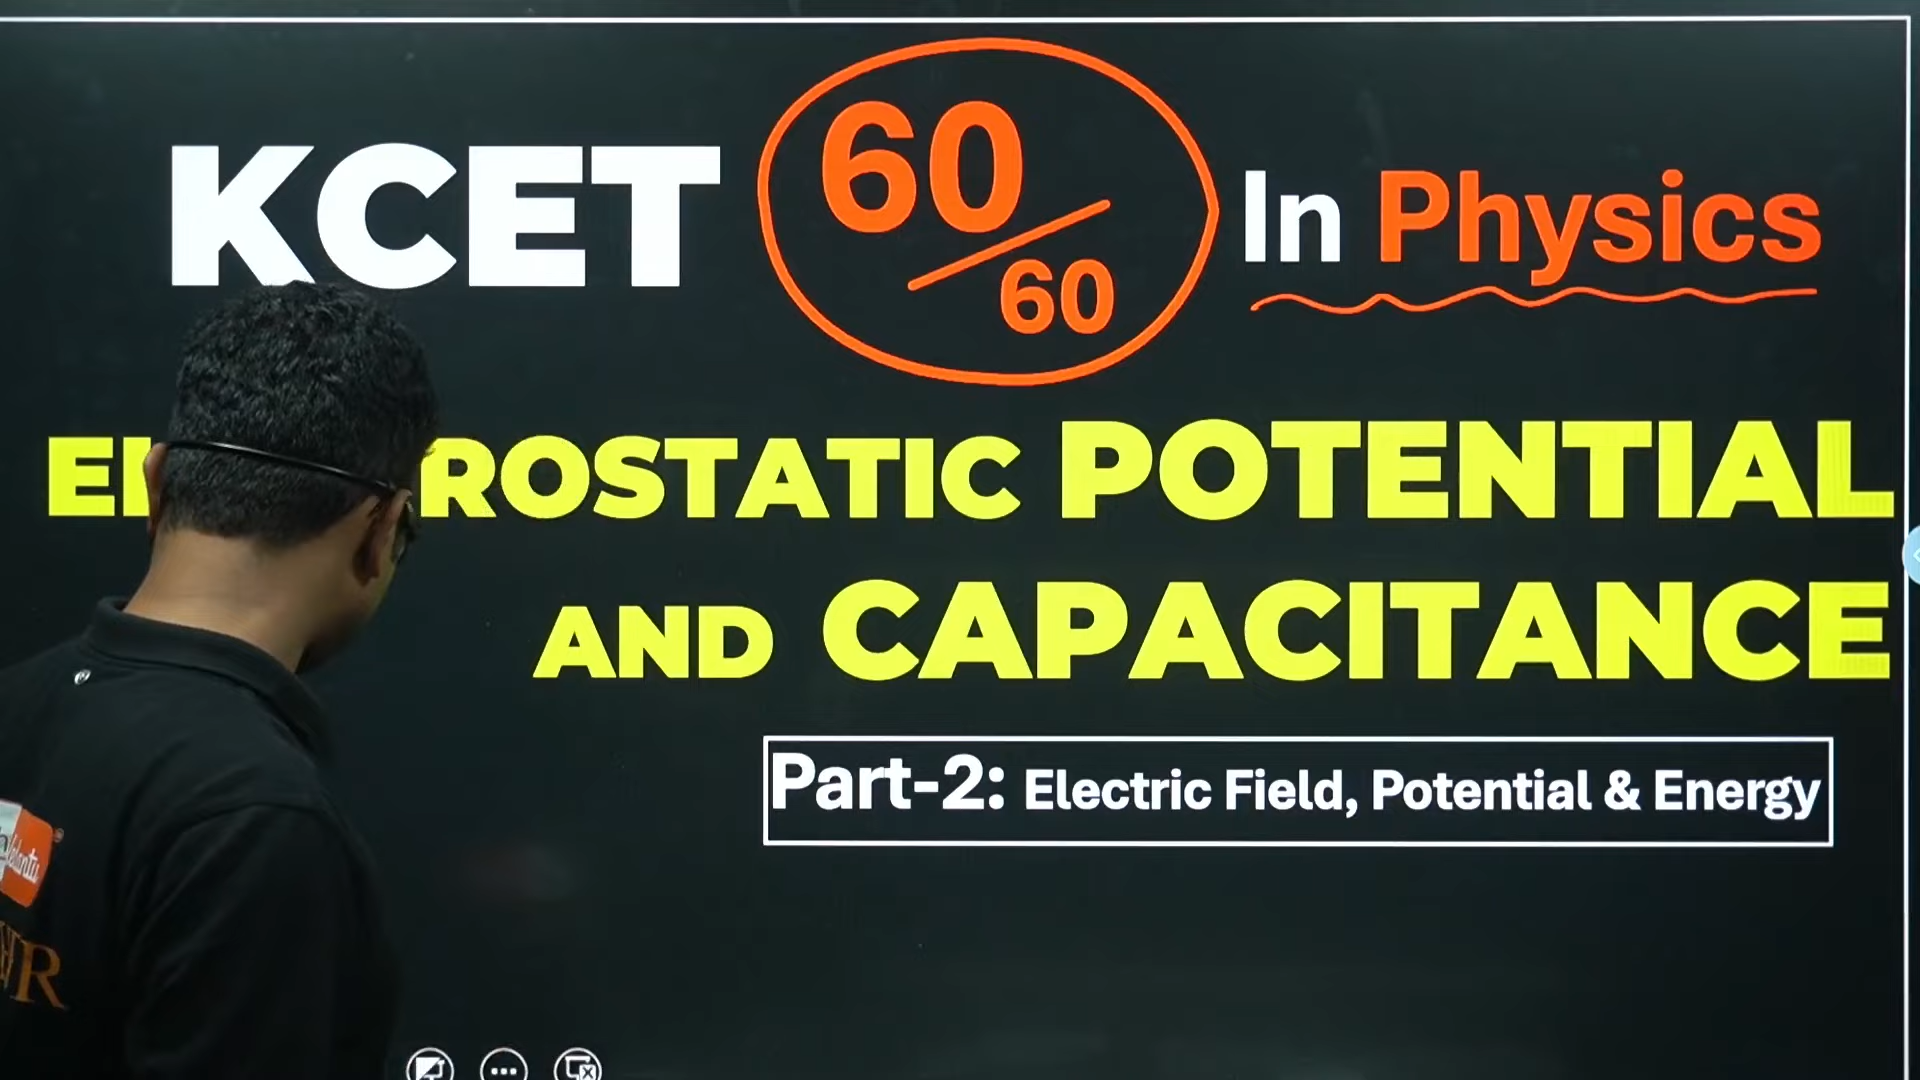 KCET 60/60 In Physics
ROSTATIC POTENTIAL
AND CAPACITANCE
Part-2: Electric Field, Potential & Energy